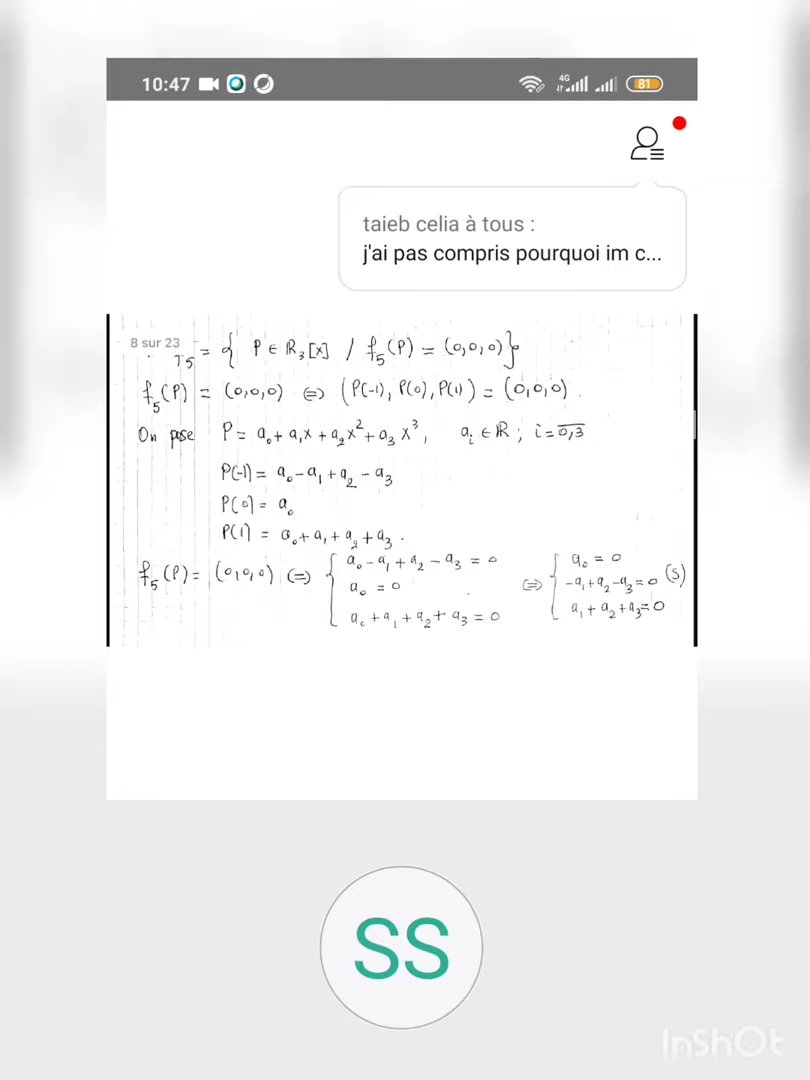 10:47 4G 81
taieb celia à tous :
j'ai pas compris pourquoi im c...
8 sur 23
f5 = { P ∈ ℝ₃[X] / f₅(P) = (0,0,0) }
f₅(P) = (0,0,0) ⇔ (P(-1), P(0), P(1)) = (0,0,0).
On pose P = a₀ + a₁X + a₂X² + a₃X³, aᵢ ∈ ℝ ; i = 0,3
P(-1) = a₀ - a₁ + a₂ - a₃
P(0) = a₀
P(1) = a₀ + a₁ + a₂ + a₃.
f₅(P) = (0,0,0) ⇔ { a₀ - a₁ + a₂ - a₃ = 0 ⇔ { a₀ = 0
a₀ = 0 -a₁ + a₂ - a₃ = 0 (S)
a₀ + a₁ + a₂ + a₃ = 0 a₁ + a₂ + a₃ = 0
SS
InShOt